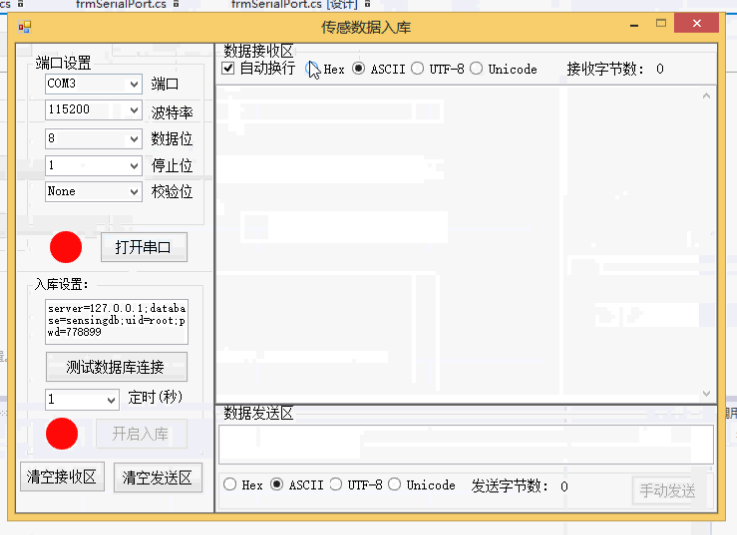 cs
frmSerialPort.cs
frmSerialPort.cs [设计]
传感数据入库
端口设置
COM3 端口
115200 波特率
8 数据位
1 停止位
None 校验位
打开串口
入库设置:
server=127.0.0.1;databa
se=sensingdb;uid=root;p
wd=778899
测试数据库连接
1 定时(秒)
开启入库
清空接收区 清空发送区
数据接收区
自动换行 Hex ASCII UTF-8 Unicode 接收字节数: 0
数据发送区
Hex ASCII UTF-8 Unicode 发送字节数: 0
手动发送